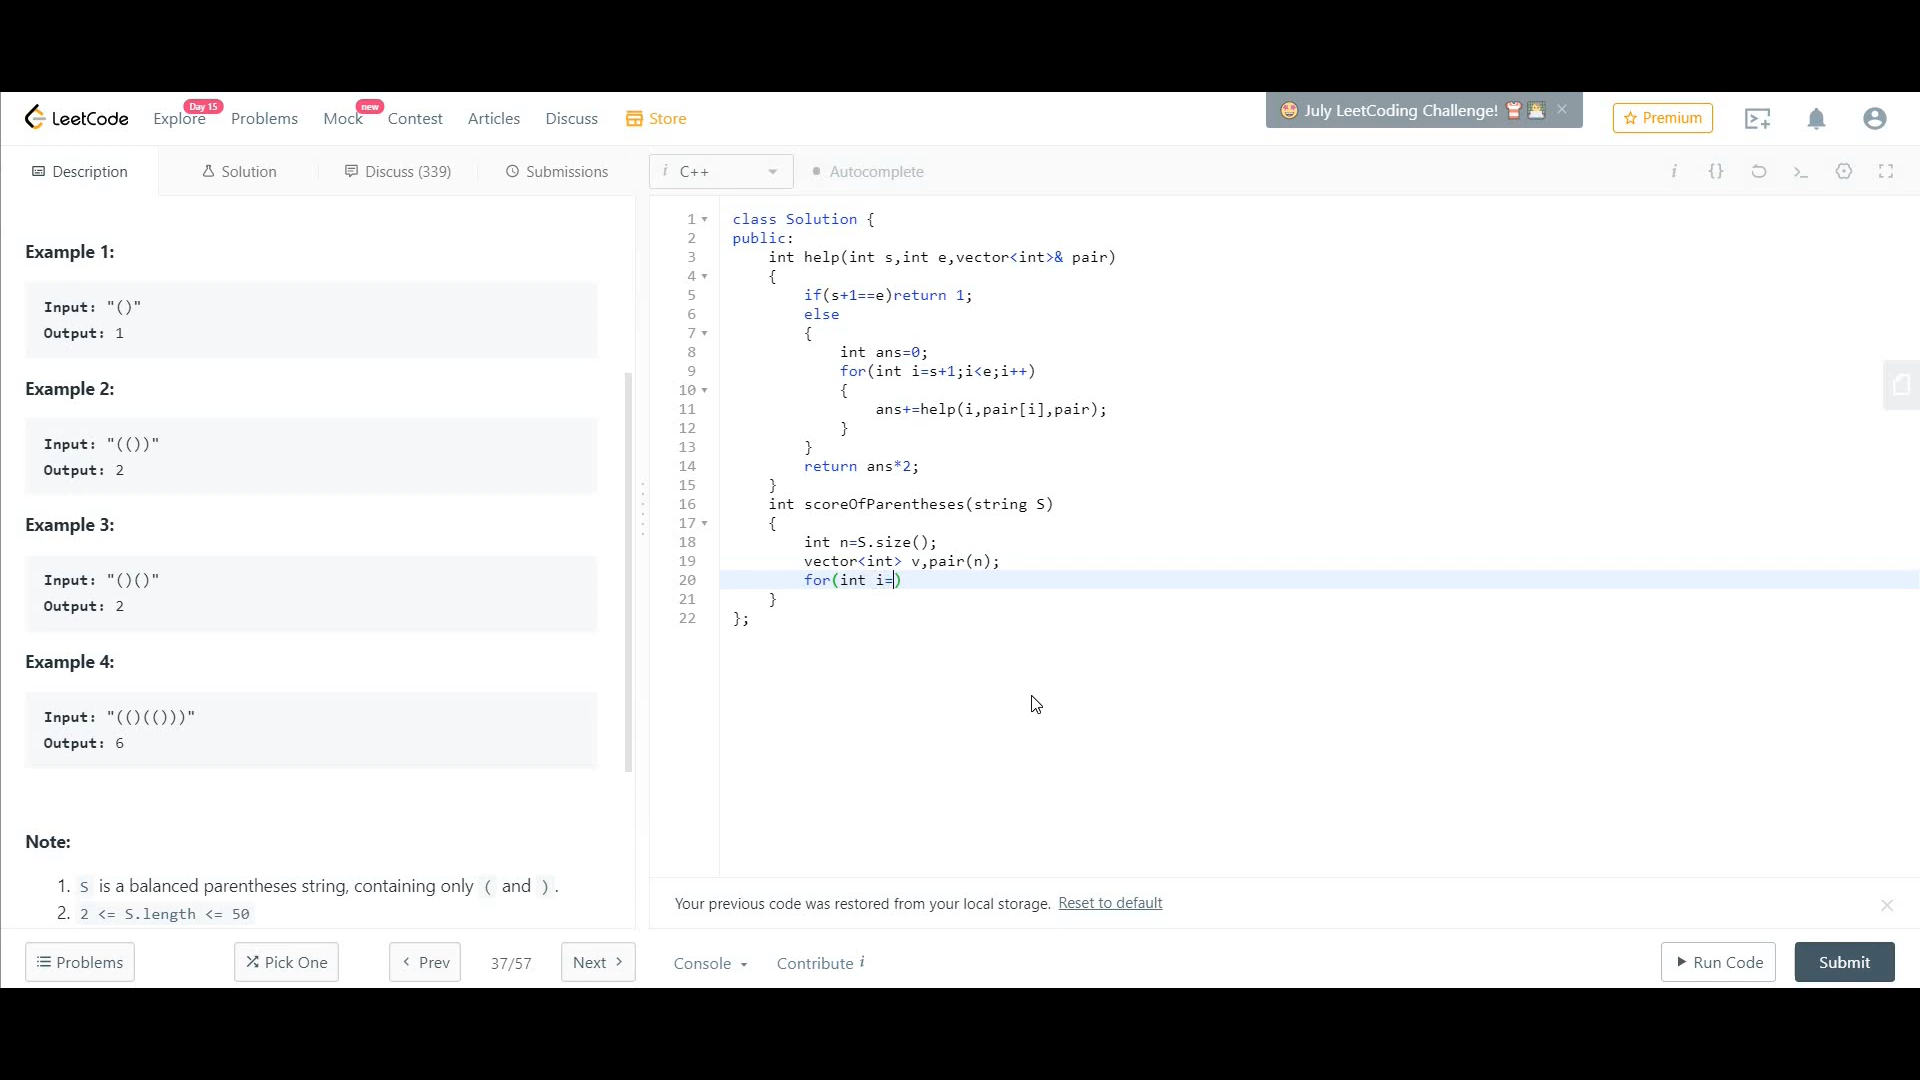 LeetCode Explore Day 15 Problems Mock new Contest Articles Discuss Store July LeetCoding Challenge! Premium
Description Solution Discuss (339) Submissions i C++ Autocomplete
Example 1:
Input: "()"
Output: 1
Example 2:
Input: "(())"
Output: 2
Example 3:
Input: "()()"
Output: 2
Example 4:
Input: "(()(()))"
Output: 6
Note:
1. S is a balanced parentheses string, containing only ( and ) .
2. 2 <= S.length <= 50
1 class Solution {
2 public:
3 int help(int s,int e,vector<int>& pair)
4 {
5 if(s+1==e)return 1;
6 else
7 {
8 int ans=0;
9 for(int i=s+1;i<e;i++)
10 {
11 ans+=help(i,pair[i],pair);
12 }
13 }
14 return ans*2;
15 }
16 int scoreOfParentheses(string S)
17 {
18 int n=S.size();
19 vector<int> v,pair(n);
20 for(int i=)
21 }
22 };
Your previous code was restored from your local storage. Reset to default
Problems Pick One < Prev 37/57 Next > Console Contribute i Run Code Submit